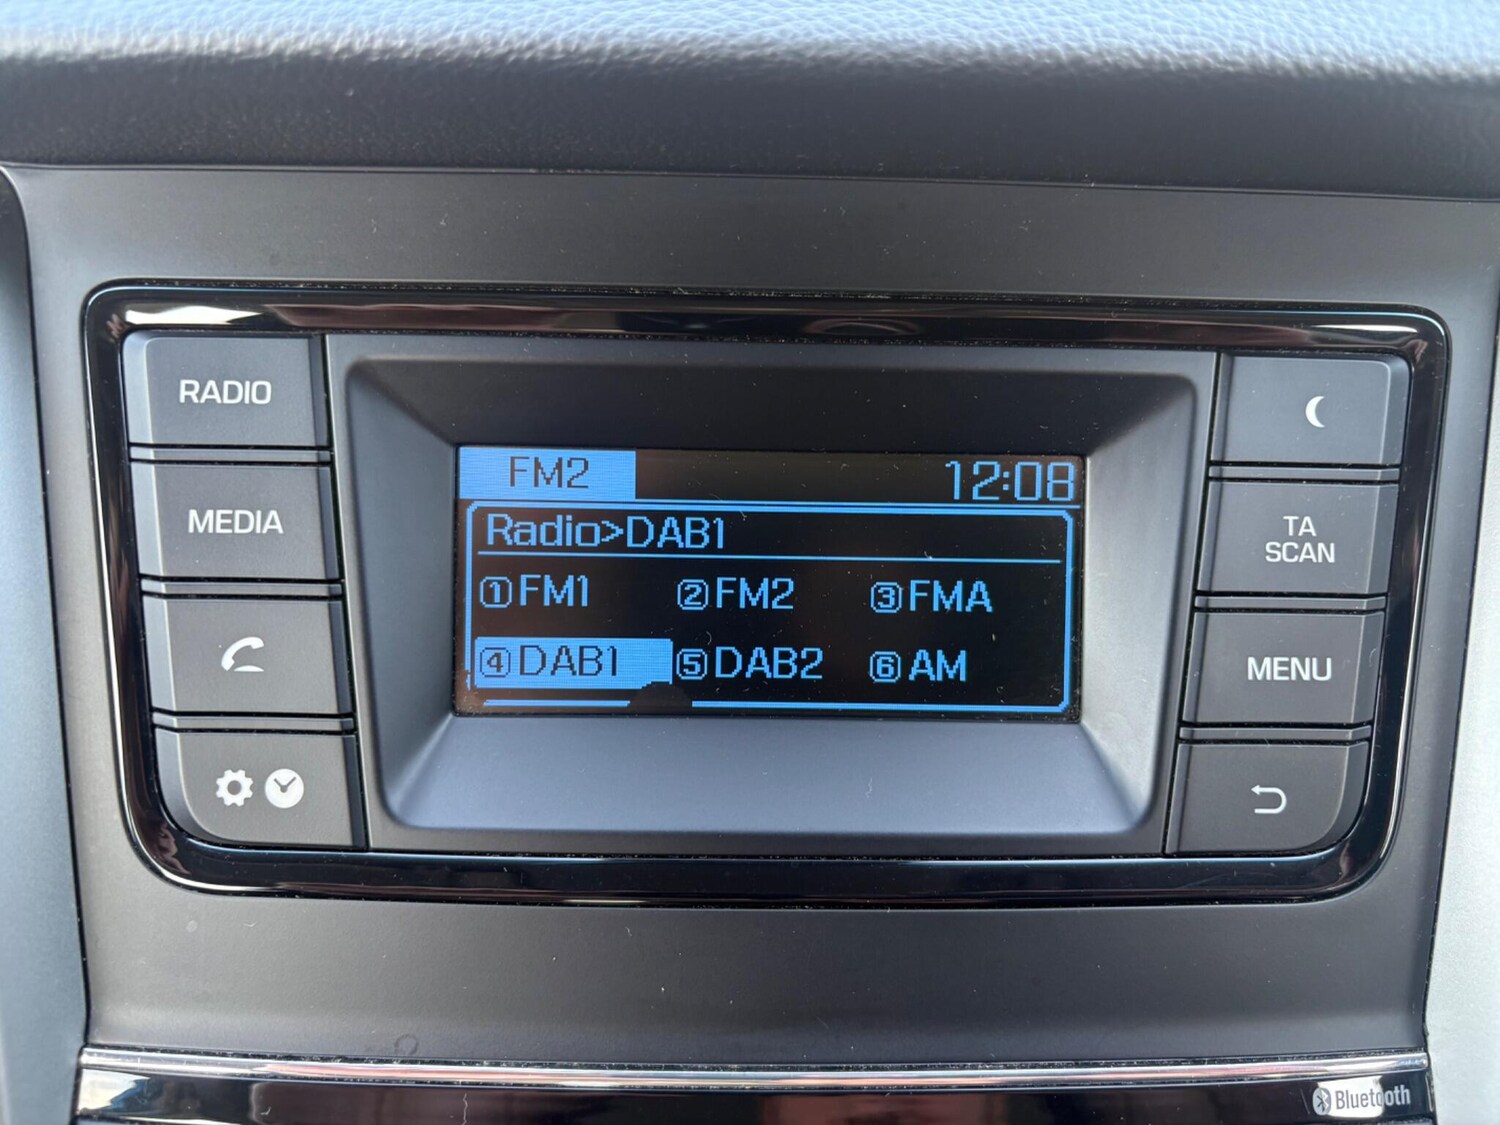 RADIO
MEDIA
FM2 12:08
Radio>DAB1
①FM1 ②FM2 ③FMA
④DAB1 ⑤DAB2 ⑥AM
TA
SCAN
MENU
Bluetooth